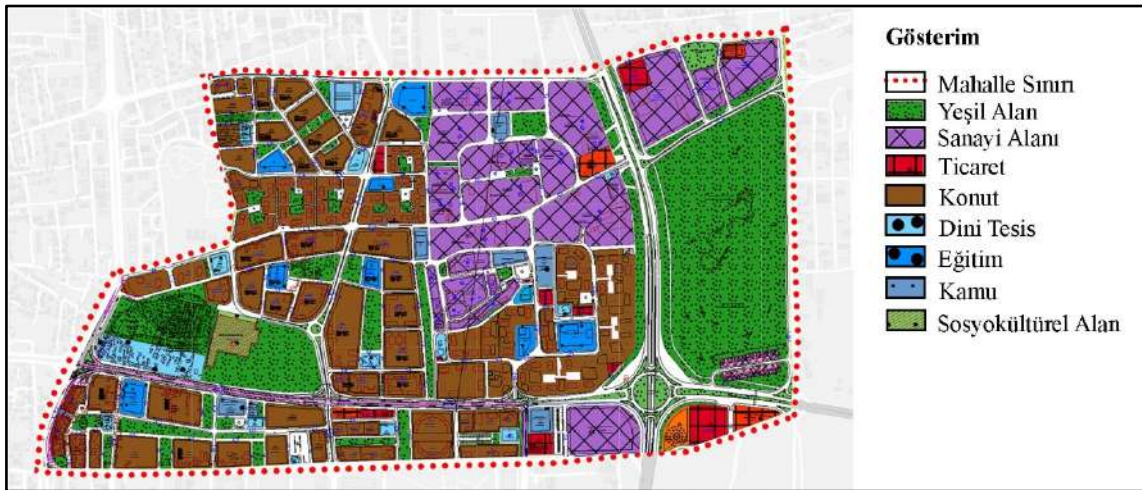 Gösterim
Mahalle Sınırı
Yeşil Alan
Sanayi Alanı
Ticaret
Konut
Dini Tesis
Eğitim
Kamu
Sosyokültürel Alan